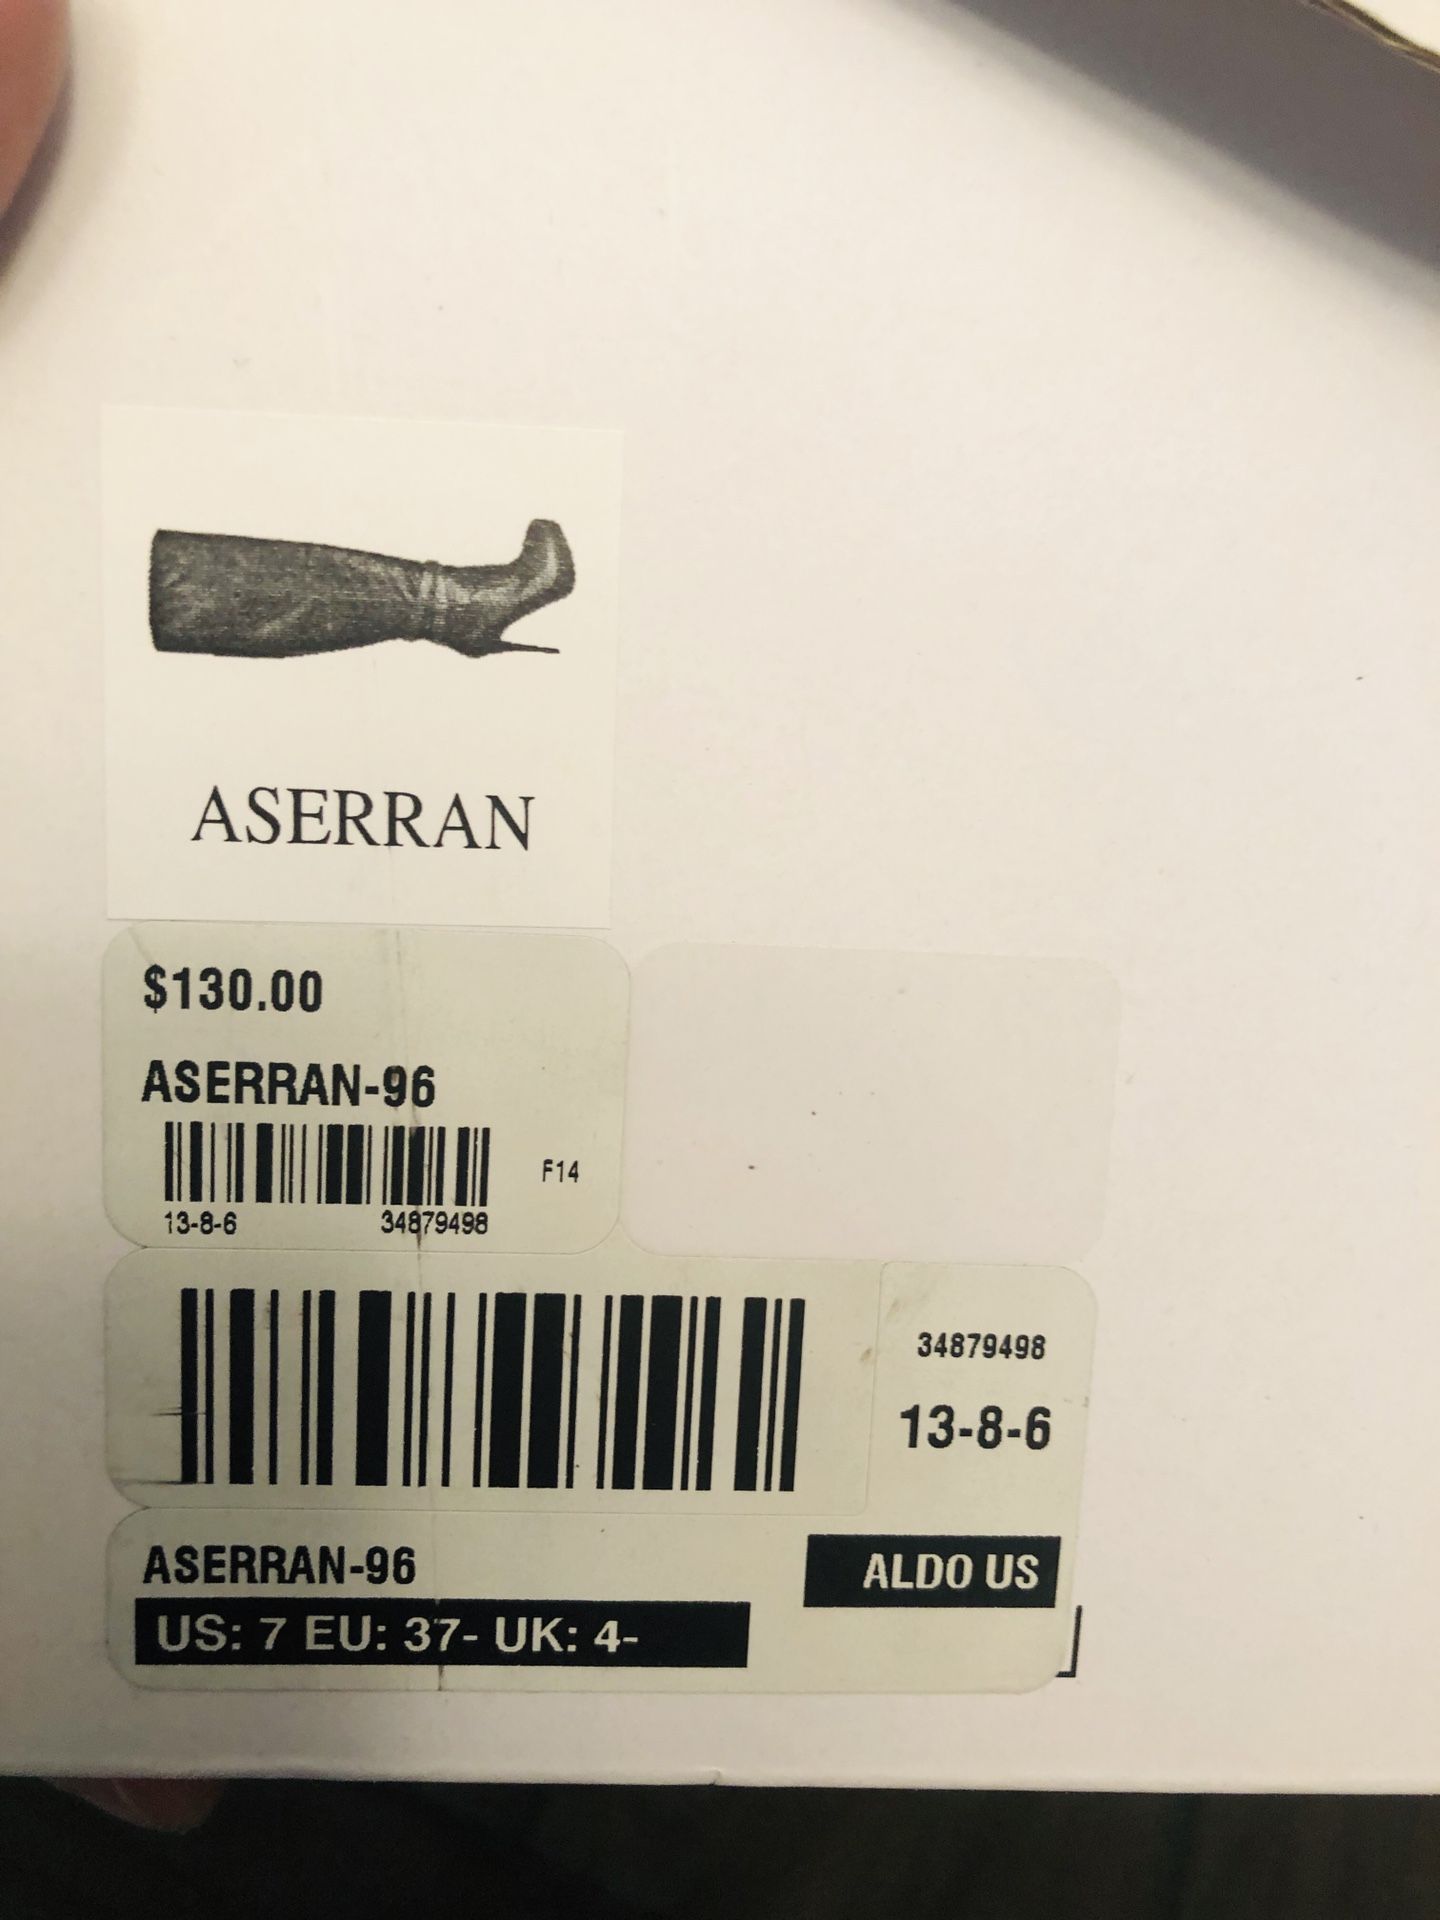 ASERRAN
$130.00
ASERRAN-96
F14
13-8-6 34879498
34879498
13-8-6
ASERRAN-96
ALDO US
US: 7 EU: 37- UK: 4-